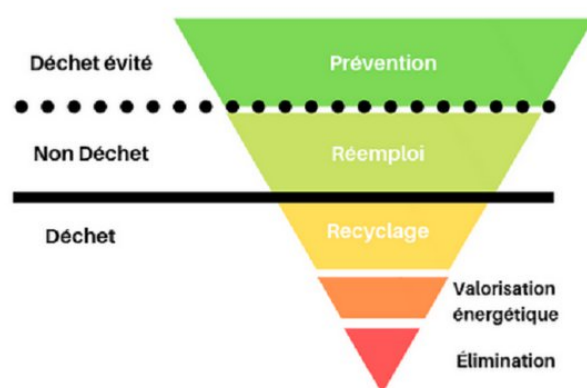 Déchet évité
Prévention
Non Déchet
Réemploi
Déchet
Recyclage
Valorisation
énergétique
Élimination